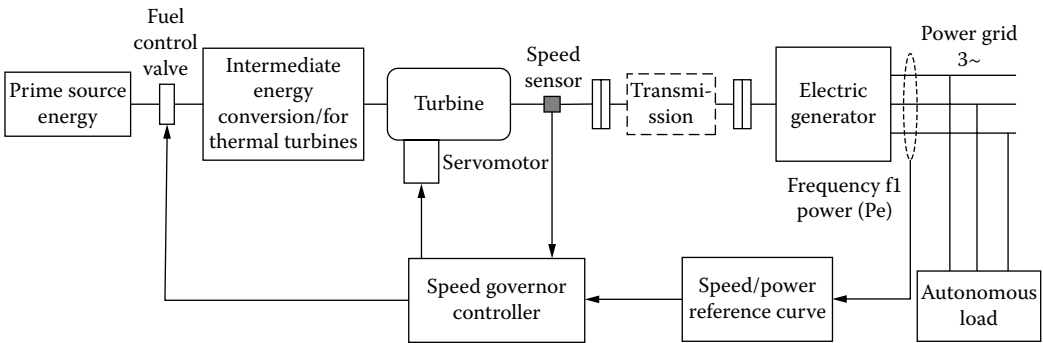 Prime source
energy
Fuel
control
valve
Intermediate
energy
conversion/for
thermal turbines
Turbine
Servomotor
Speed
sensor
Transmi-
ssion
Electric
generator
Power grid
3~
Frequency f1
power (Pe)
Speed governor
controller
Speed/power
reference curve
Autonomous
load